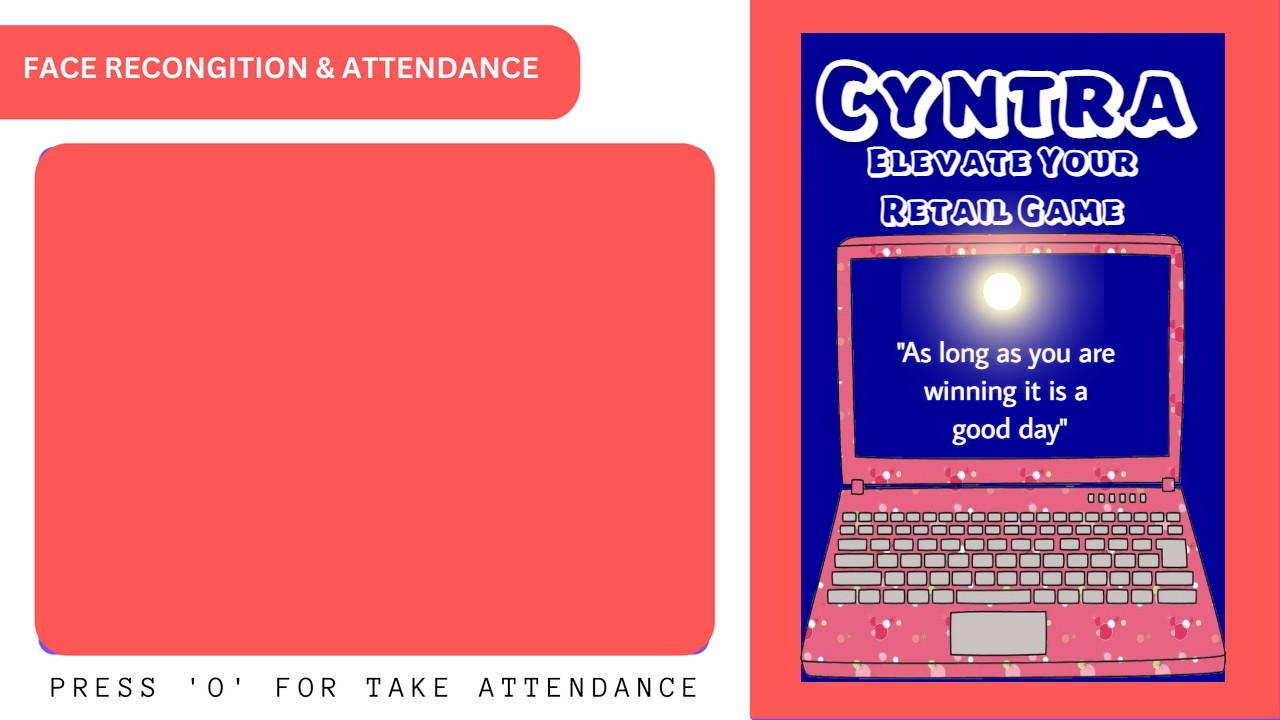 FACE RECONGITION & ATTENDANCE
PRESS 'O' FOR TAKE ATTENDANCE
CYNTRA
ELEVATE YOUR
RETAIL GAME
"As long as you are
winning it is a
good day"